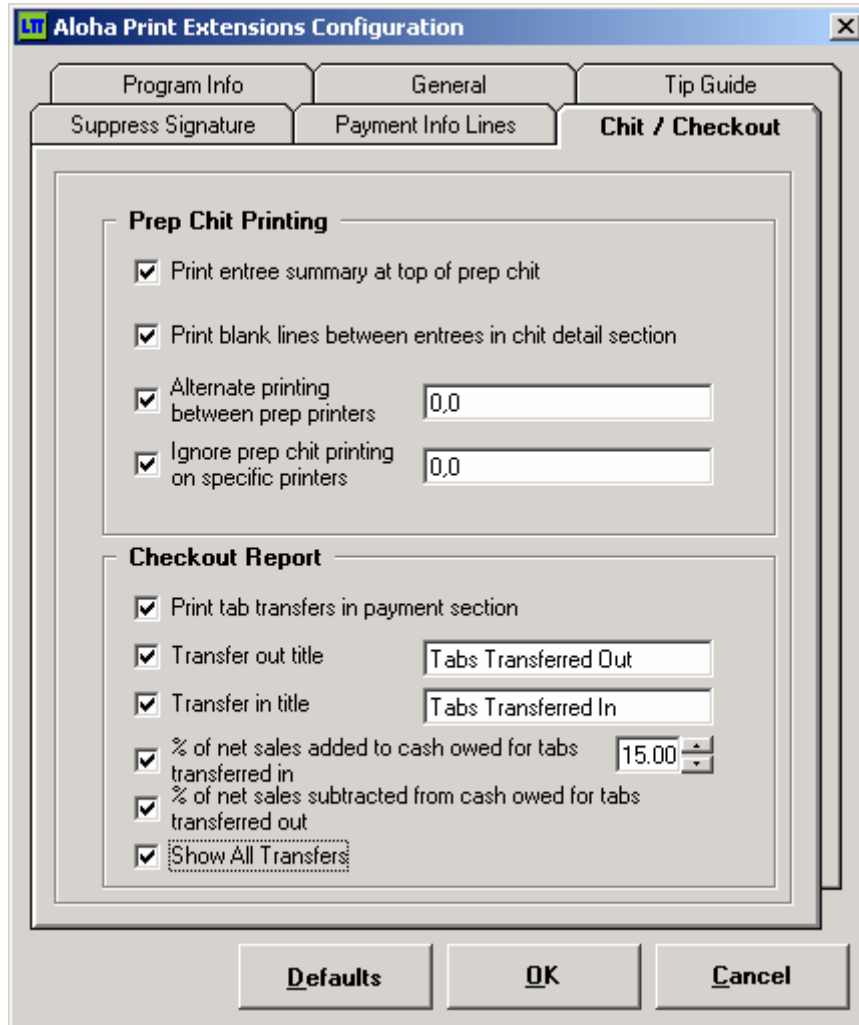 LTT Aloha Print Extensions Configuration
Program Info
General
Tip Guide
Suppress Signature
Payment Info Lines
Chit / Checkout
Prep Chit Printing
Print entree summary at top of prep chit
Print blank lines between entrees in chit detail section
Alternate printing
between prep printers
0,0
Ignore prep chit printing
on specific printers
0,0
Checkout Report
Print tab transfers in payment section
Transfer out title
Tabs Transferred Out
Transfer in title
Tabs Transferred In
% of net sales added to cash owed for tabs
transferred in
15.00
% of net sales subtracted from cash owed for tabs
transferred out
Show All Transfers
Defaults
OK
Cancel